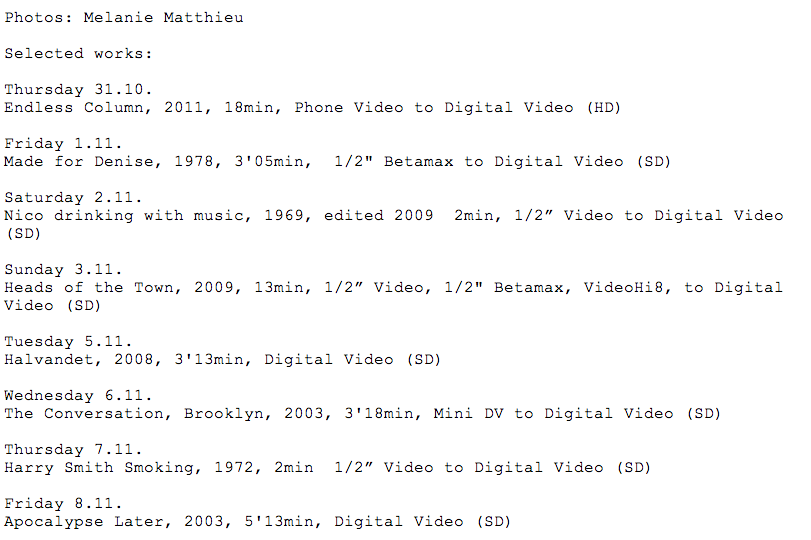 Photos: Melanie Matthieu
Selected works:
Thursday 31.10.
Endless Column, 2011, 18min, Phone Video to Digital Video (HD)
Friday 1.11.
Made for Denise, 1978, 3'05min,  1/2" Betamax to Digital Video (SD)
Saturday 2.11.
Nico drinking with music, 1969, edited 2009  2min, 1/2” Video to Digital Video
(SD)
Sunday 3.11.
Heads of the Town, 2009, 13min, 1/2” Video, 1/2" Betamax, VideoHi8, to Digital
Video (SD)
Tuesday 5.11.
Halvandet, 2008, 3'13min, Digital Video (SD)
Wednesday 6.11.
The Conversation, Brooklyn, 2003, 3'18min, Mini DV to Digital Video (SD)
Thursday 7.11.
Harry Smith Smoking, 1972, 2min  1/2” Video to Digital Video (SD)
Friday 8.11.
Apocalypse Later, 2003, 5'13min, Digital Video (SD)